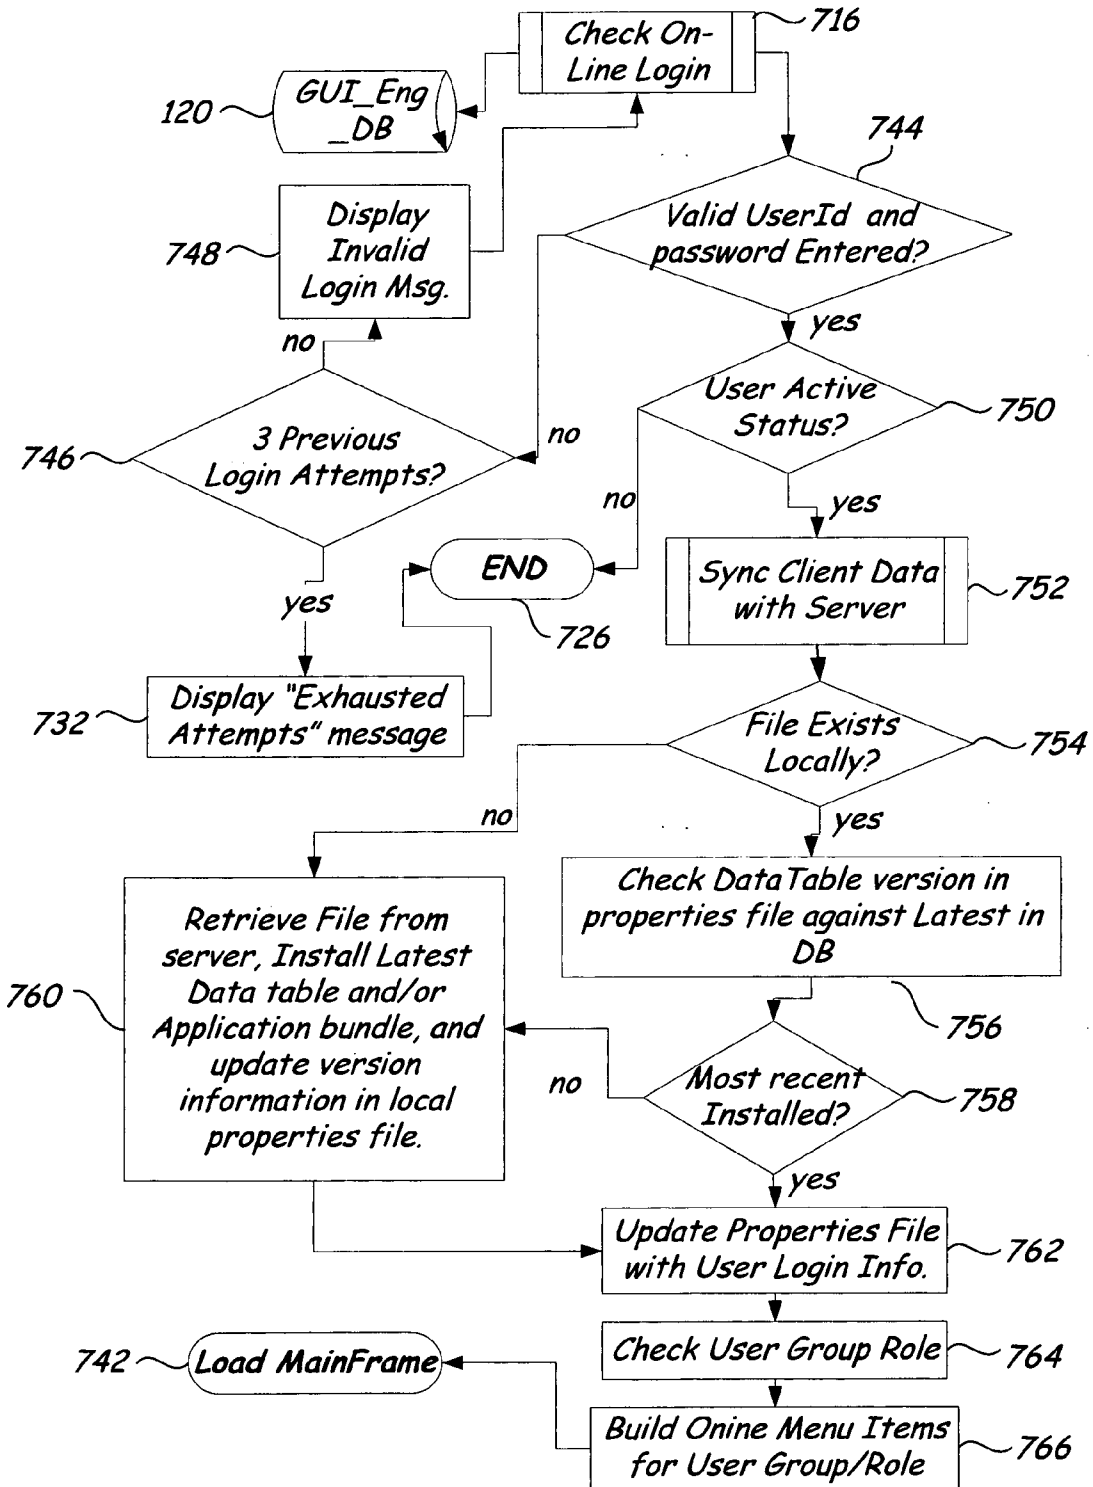 Check On-
Line Login
716
GUI_Eng
_DB
120
744
Valid UserId and
password Entered?
Display
Invalid
Login Msg.
748
no
yes
User Active
Status?
750
3 Previous
Login Attempts?
746
no
no
yes
END
726
Sync Client Data
with Server
752
yes
Display "Exhausted
Attempts" message
732
File Exists
Locally?
754
no
yes
Check DataTable version in
properties file against Latest in
DB
756
Retrieve File from
server, Install Latest
Data table and/or
Application bundle, and
update version
information in local
properties file.
760
Most recent
Installed?
758
no
yes
Update Properties File
with User Login Info.
762
Check User Group Role
764
Load MainFrame
742
Build Onine Menu Items
for User Group/Role
766